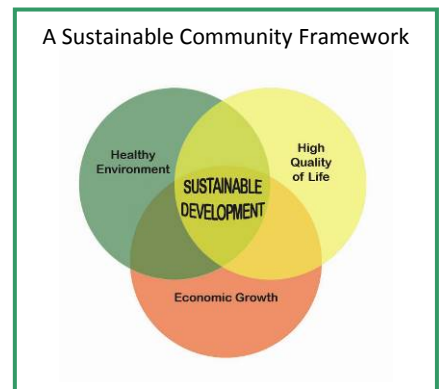 A Sustainable Community Framework
Healthy
Environment
High
Quality
of Life
SUSTAINABLE
DEVELOPMENT
Economic Growth